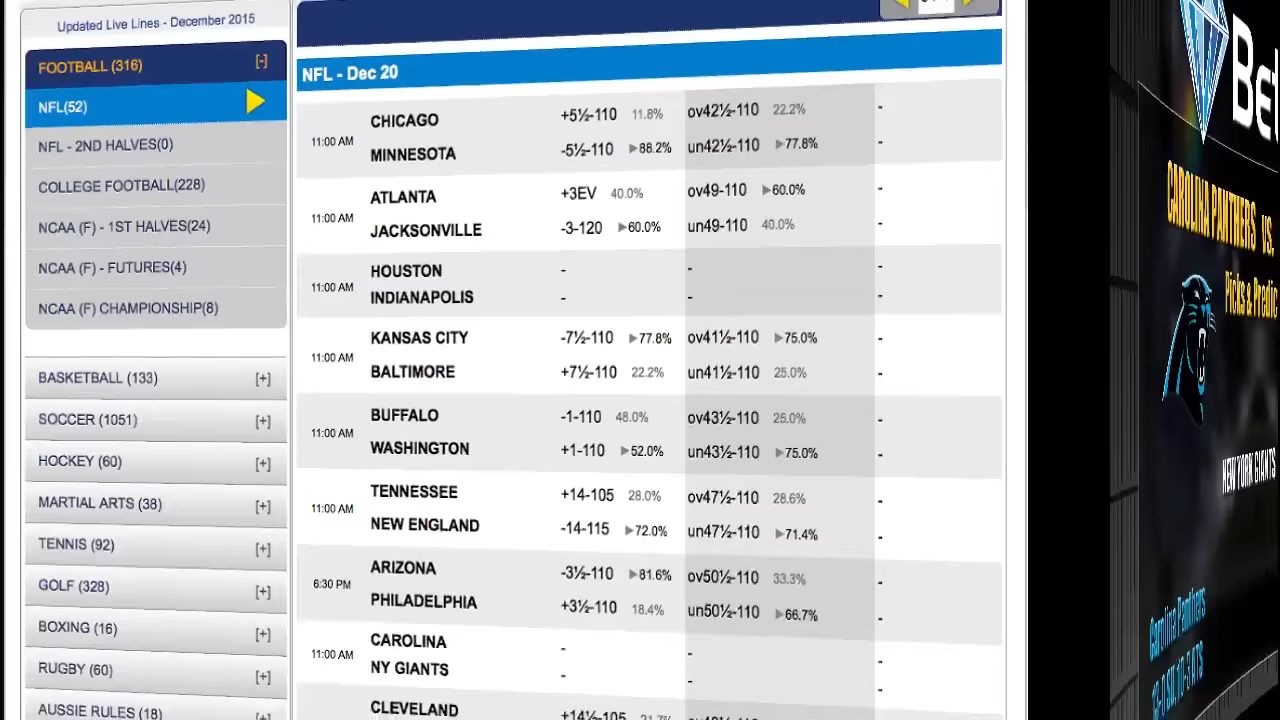 Updated Live Lines - December 2015
FOOTBALL (316) [-]
NFL(52)
NFL - 2ND HALVES(0)
COLLEGE FOOTBALL(228)
NCAA (F) - 1ST HALVES(24)
NCAA (F) - FUTURES(4)
NCAA (F) CHAMPIONSHIP(8)
BASKETBALL (133) [+]
SOCCER (1051) [+]
HOCKEY (60) [+]
MARTIAL ARTS (38) [+]
TENNIS (92) [+]
GOLF (328) [+]
BOXING (16) [+]
RUGBY (60) [+]
AUSSIE RULES (18) [+]
NFL - Dec 20
CHICAGO +5½-110 11.8% ov42½-110 22.2% -
11:00 AM
MINNESOTA -5½-110 ▶88.2% un42½-110 ▶77.8% -
ATLANTA +3EV 40.0% ov49-110 ▶60.0% -
11:00 AM
JACKSONVILLE -3-120 ▶60.0% un49-110 40.0% -
HOUSTON - - -
11:00 AM
INDIANAPOLIS - - -
KANSAS CITY -7½-110 ▶77.8% ov41½-110 ▶75.0% -
11:00 AM
BALTIMORE +7½-110 22.2% un41½-110 25.0% -
BUFFALO -1-110 48.0% ov43½-110 25.0% -
11:00 AM
WASHINGTON +1-110 ▶52.0% un43½-110 ▶75.0% -
TENNESSEE +14-105 28.0% ov47½-110 28.6% -
11:00 AM
NEW ENGLAND -14-115 ▶72.0% un47½-110 ▶71.4% -
ARIZONA -3½-110 ▶81.6% ov50½-110 33.3% -
6:30 PM
PHILADELPHIA +3½-110 18.4% un50½-110 ▶66.7% -
CAROLINA - - -
11:00 AM
NY GIANTS - - -
CLEVELAND +14½-105
CAROLINA PANTHERS VS.
Picks & Predic
NEW YORK GIANTS
Carolina Panthers